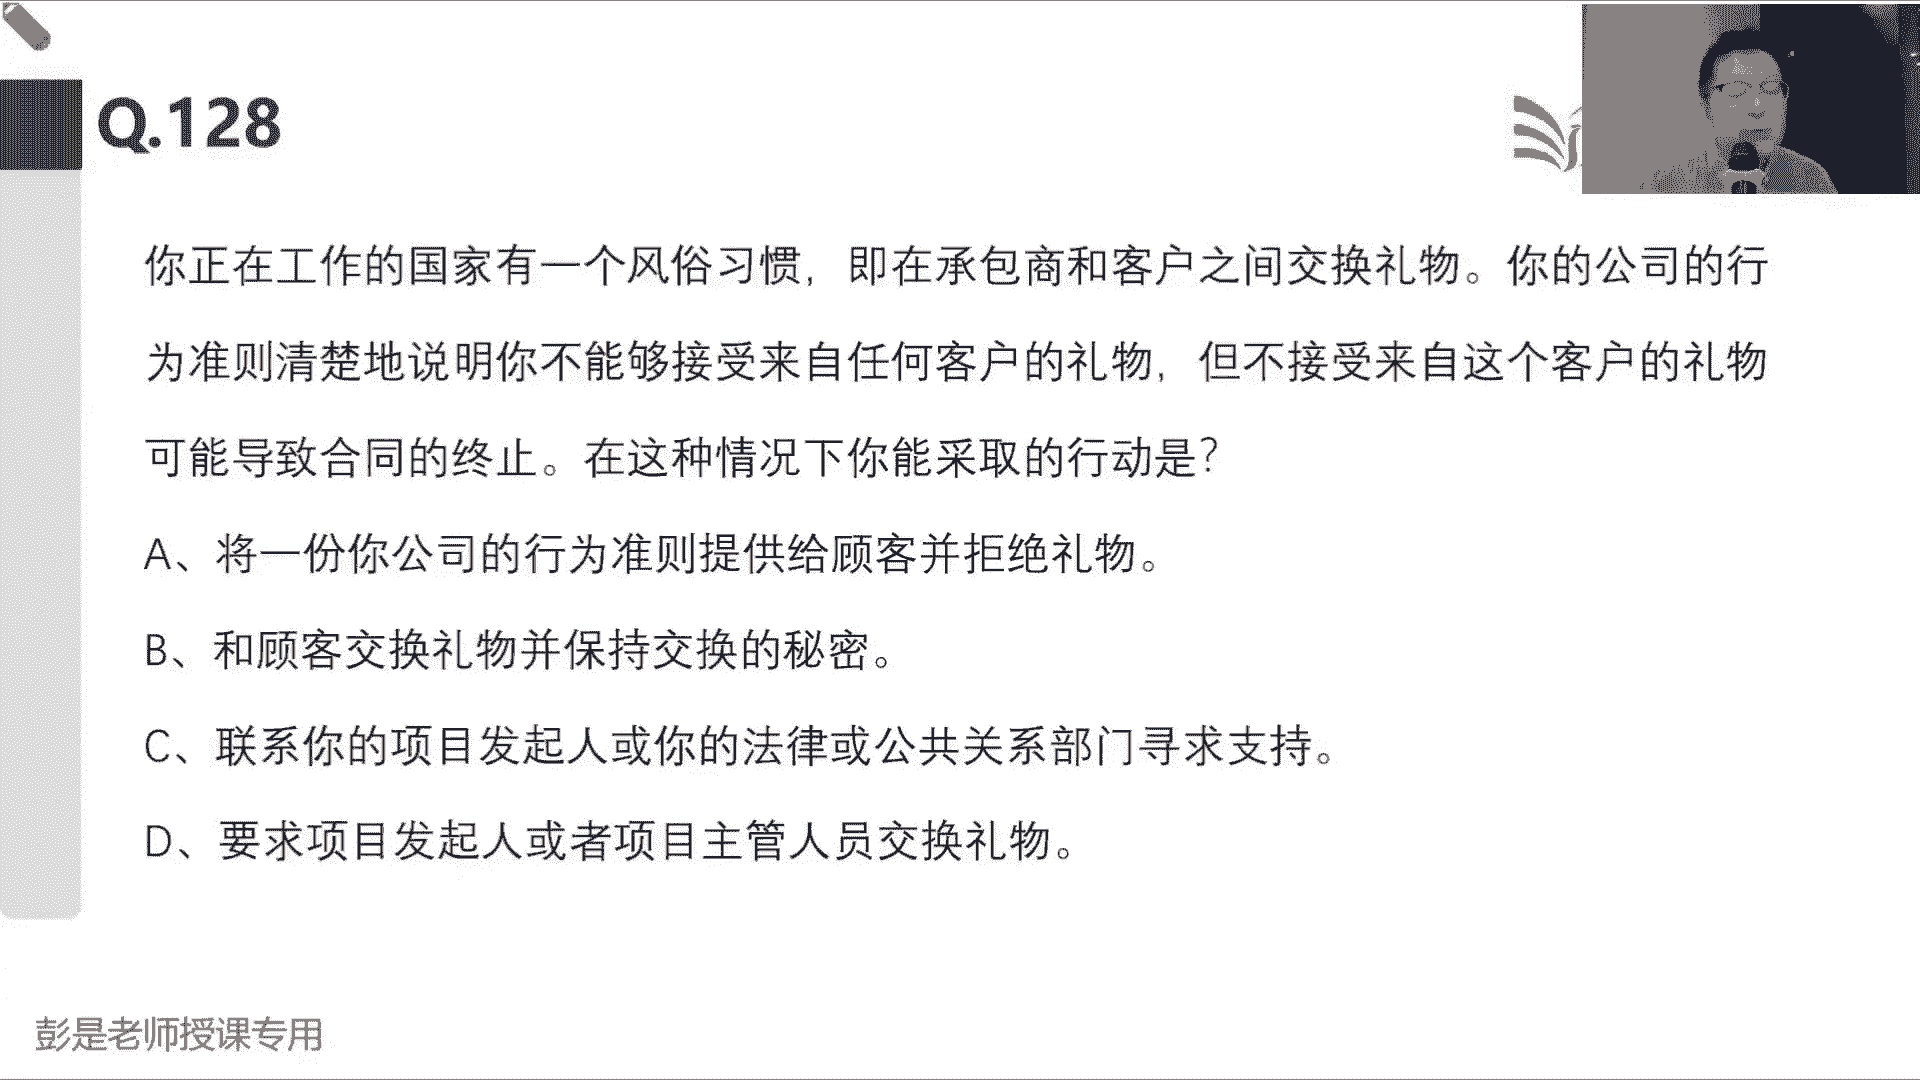 Q.128
你正在工作的国家有一个风俗习惯，即在承包商和客户之间交换礼物。你的公司的行
为准则清楚地说明你不能够接受来自任何客户的礼物，但不接受来自这个客户的礼物
可能导致合同的终止。在这种情况下你能采取的行动是？
A、将一份你公司的行为准则提供给顾客并拒绝礼物。
B、和顾客交换礼物并保持交换的秘密。
C、联系你的项目发起人或你的法律或公共关系部门寻求支持。
D、要求项目发起人或者项目主管人员交换礼物。
彭是老师授课专用